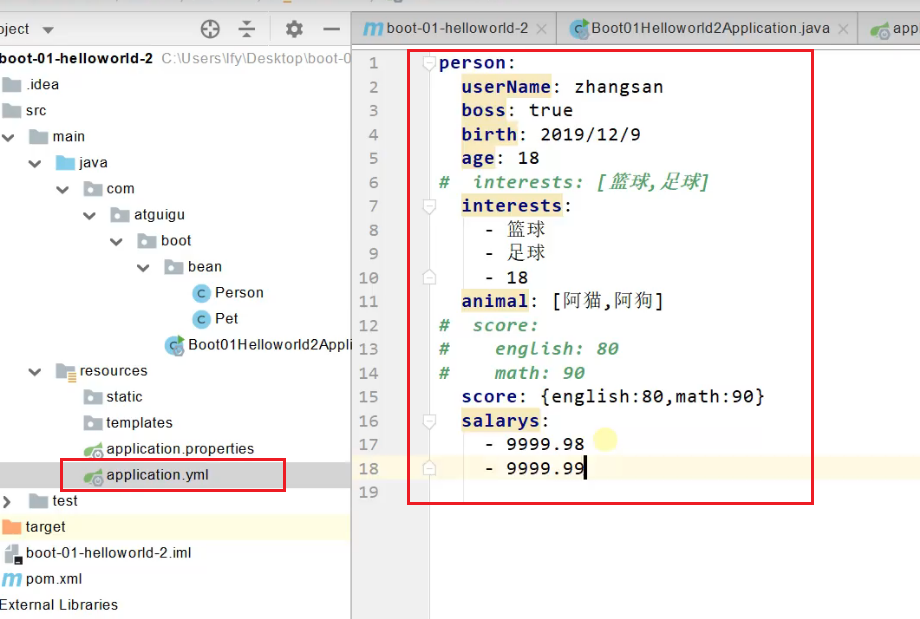 oject
boot-01-helloworld-2
Boot01Helloworld2Application.java
app
boot-01-helloworld-2 C:\Users\lfy\Desktop\boot-0
.idea
src
main
java
com
atguigu
boot
bean
Person
Pet
Boot01Helloworld2Appli
resources
static
templates
application.properties
application.yml
test
target
boot-01-helloworld-2.iml
pom.xml
External Libraries
1 person:
2 userName: zhangsan
3 boss: true
4 birth: 2019/12/9
5 age: 18
6 # interests: [篮球,足球]
7 interests:
8 - 篮球
9 - 足球
10 - 18
11 animal: [阿猫,阿狗]
12 # score:
13 # english: 80
14 # math: 90
15 score: {english:80,math:90}
16 salarys:
17 - 9999.98
18 - 9999.99
19